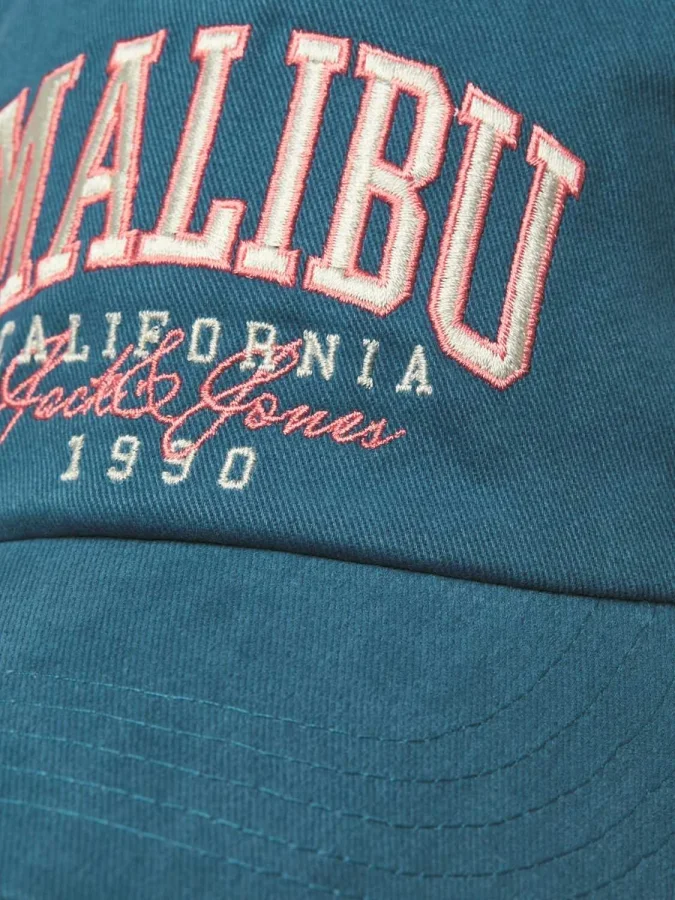 MALIBU
CALIFORNIA
Jack & Jones
1990